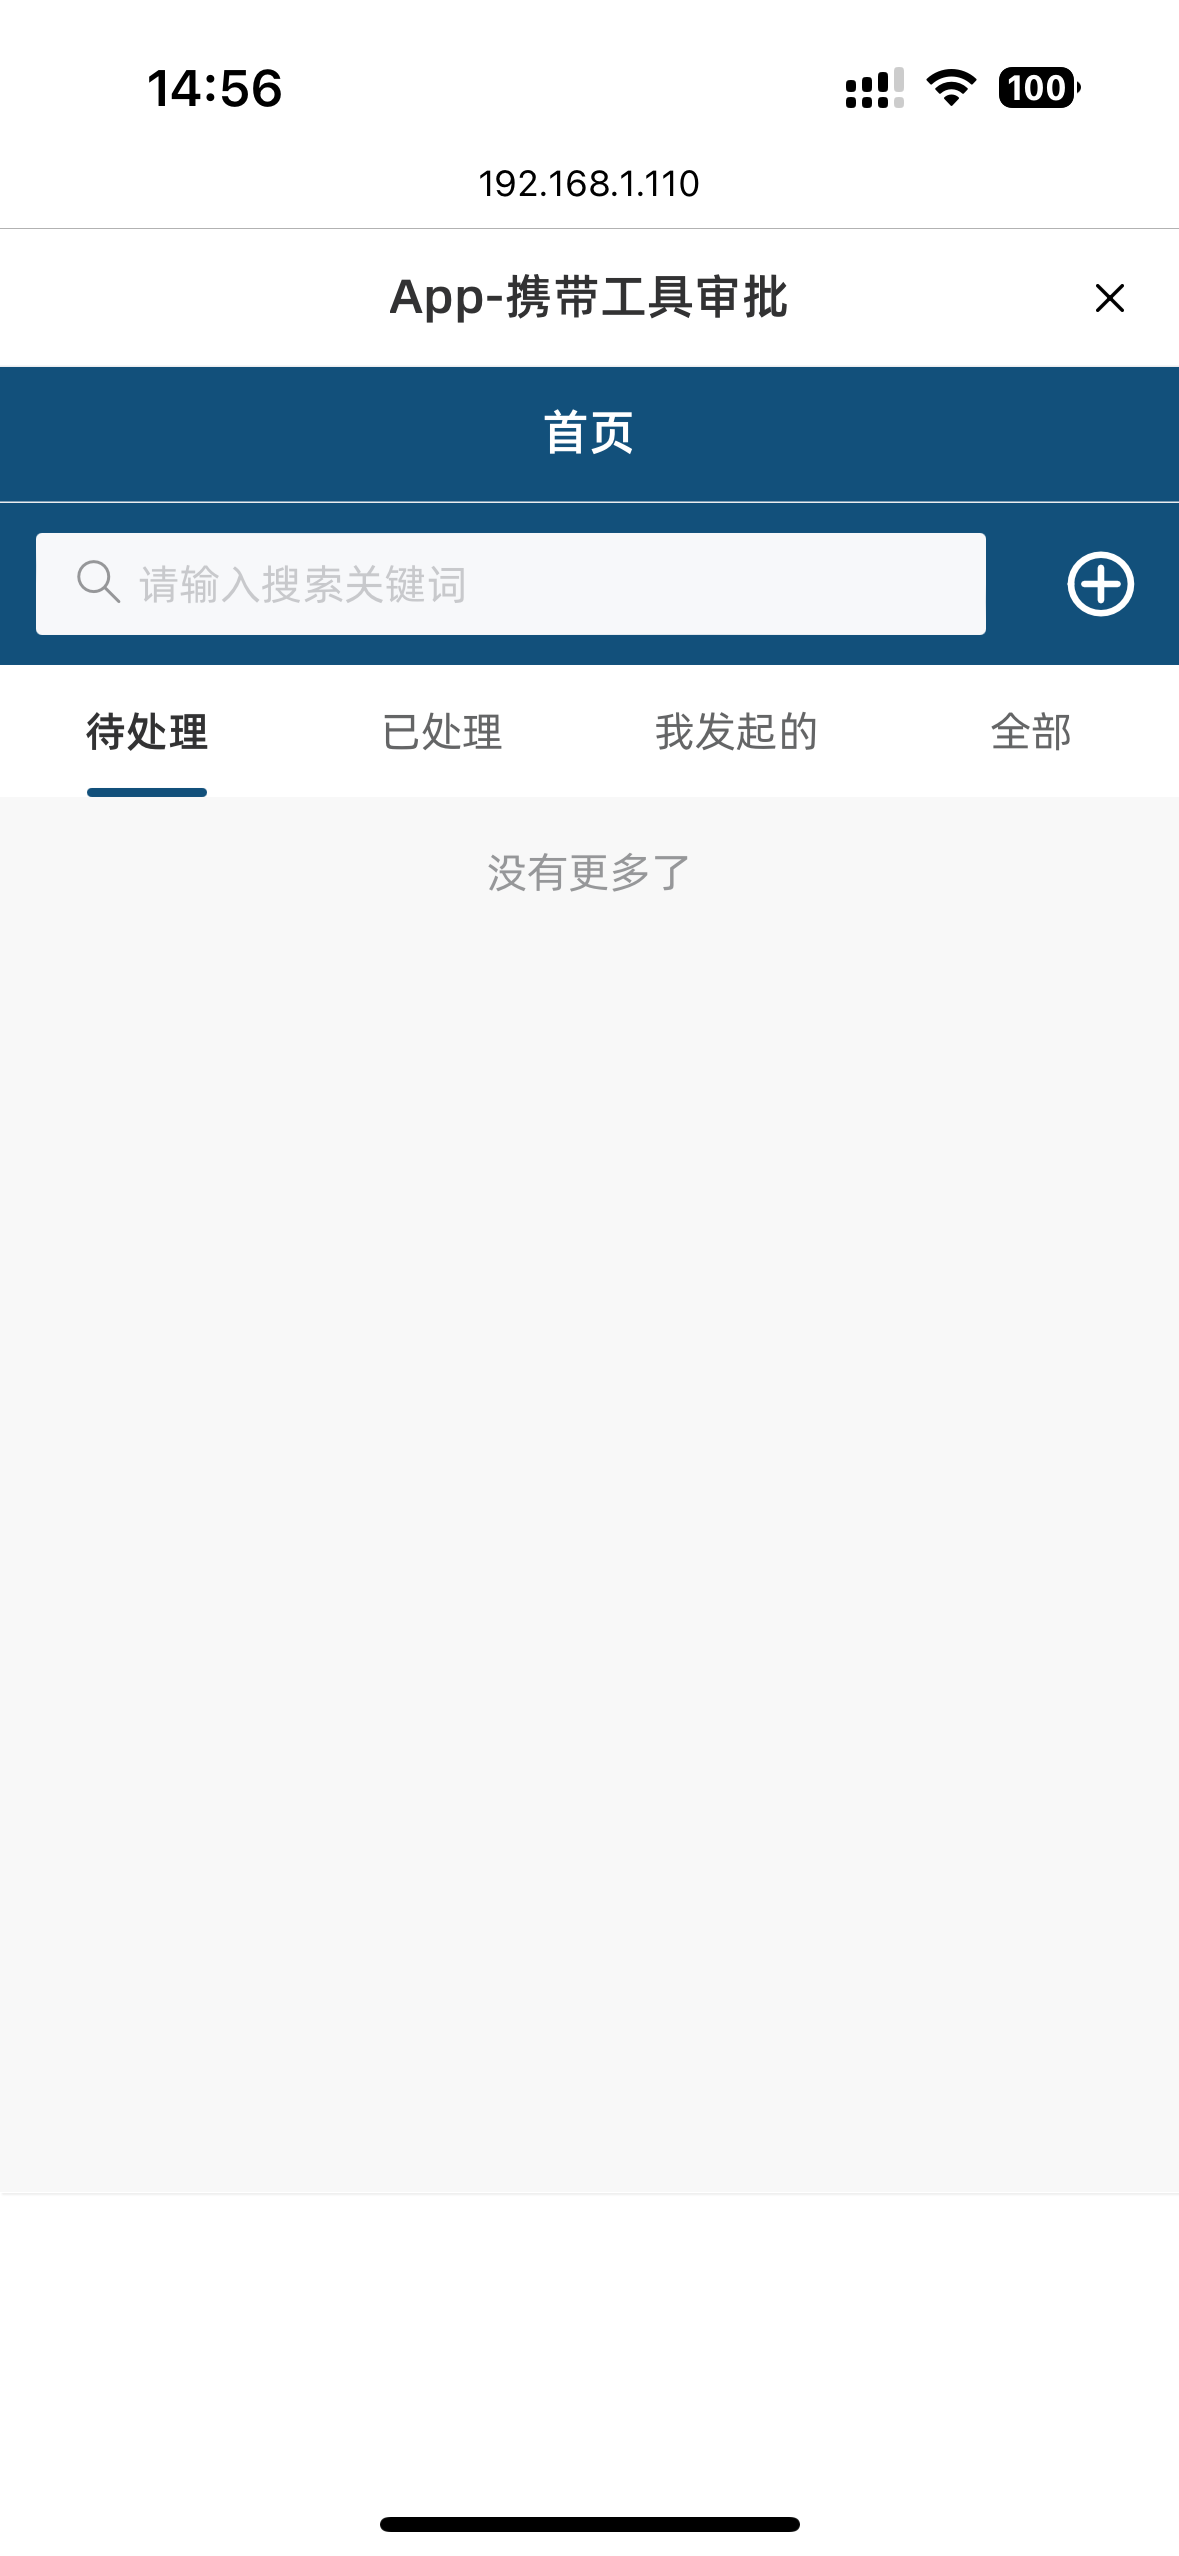 14:56
100
192.168.1.110
App-携带工具审批
首页
请输入搜索关键词
待处理 已处理 我发起的 全部
没有更多了